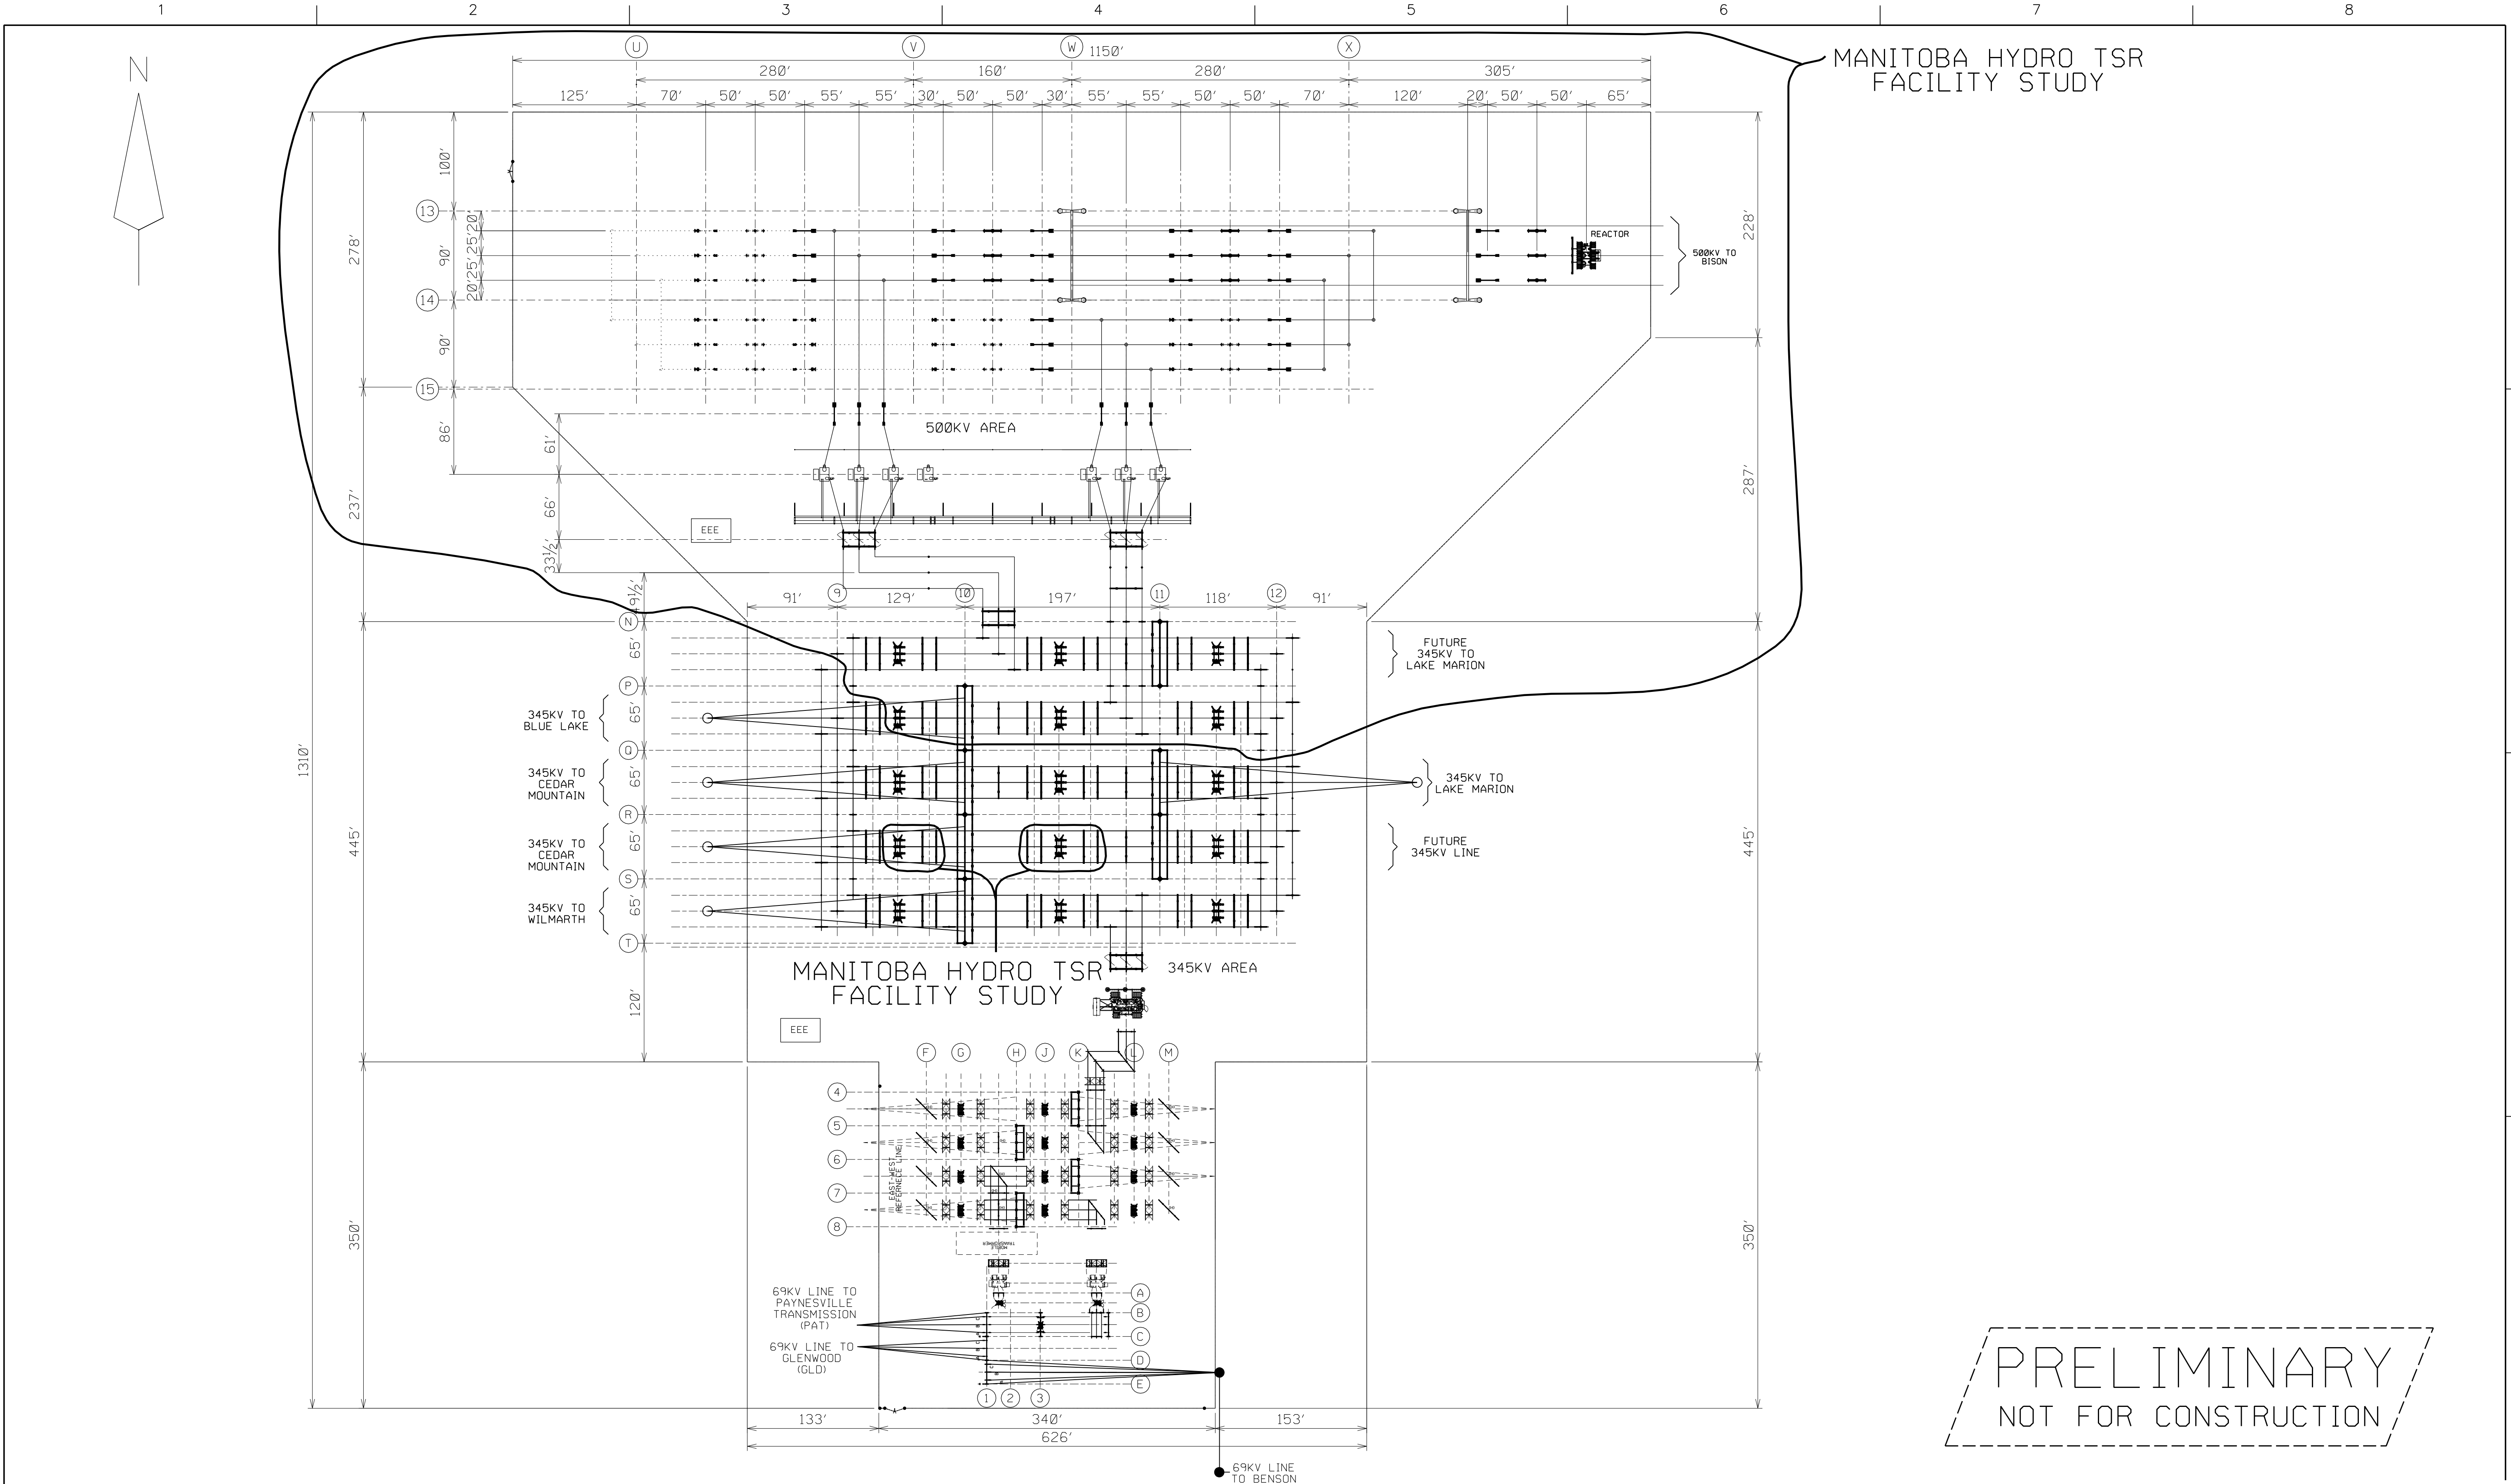 1 2 3 4 5 6 7 8
N
U V W X
1150'
280' 160' 280' 305'
125' 70' 50' 50' 55' 55' 30' 50' 50' 30' 55' 55' 50' 50' 70' 120' 20' 50' 50' 65'
MANITOBA HYDRO TSR
FACILITY STUDY
100'
13
20'
25'
90'
25'
20'
14
90'
15
278'
228'
REACTOR
500KV TO
BISON
86'
61'
500KV AREA
66'
237'
287'
EEE
33½'
49½'
91' 129' 197' 118' 91'
9 10 11 12
N
65'
FUTURE
345KV TO
LAKE MARION
P
345KV TO
BLUE LAKE
65'
Q
1310'
345KV TO
CEDAR
MOUNTAIN
65'
345KV TO
LAKE MARION
R
445'
345KV TO
CEDAR
MOUNTAIN
65'
FUTURE
345KV LINE
445'
S
345KV TO
WILMARTH
65'
T
MANITOBA HYDRO TSR
FACILITY STUDY
345KV AREA
120'
EEE
F G H J K L M
4
5
6
7
8
EAST-WEST
REFERNECE LINE
MOBILE
TRANSFORMER
350'
350'
69KV LINE TO
PAYNESVILLE
TRANSMISSION
(PAT)
69KV LINE TO
GLENWOOD
(GLD)
A
B
C
D
E
1 2 3
133' 340' 153'
626'
69KV LINE
TO BENSON
PRELIMINARY
NOT FOR CONSTRUCTION